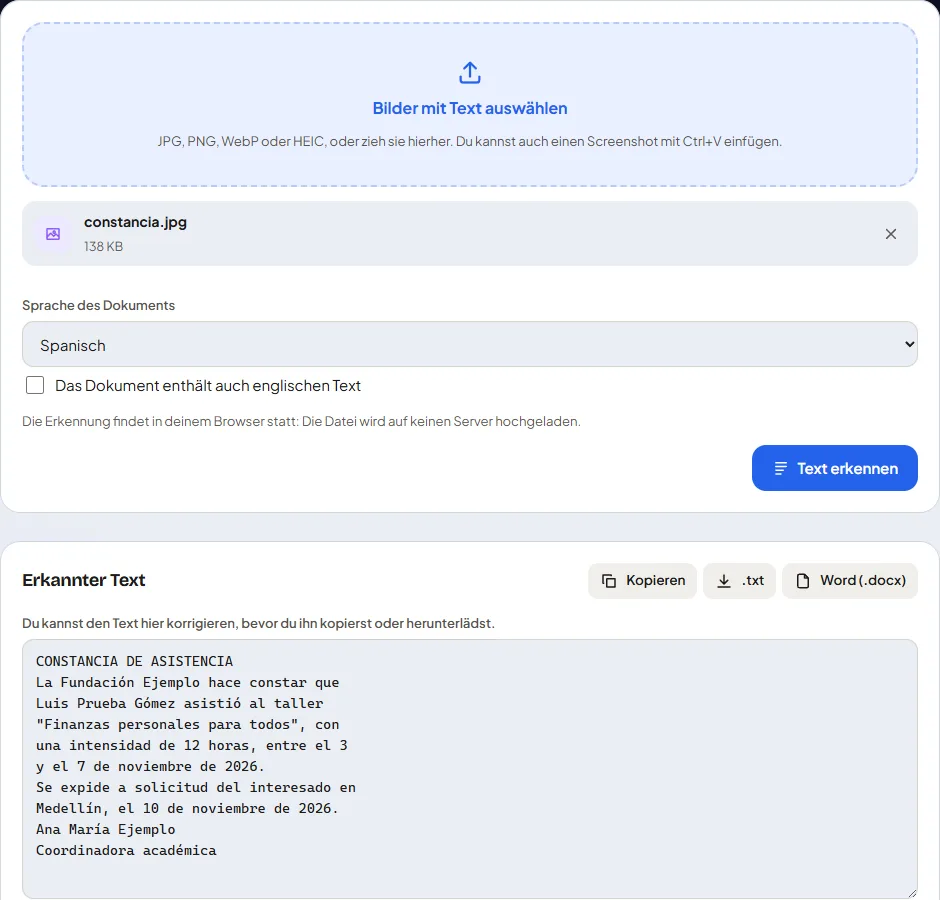 Bilder mit Text auswählen
JPG, PNG, WebP oder HEIC, oder zieh sie hierher. Du kannst auch einen Screenshot mit Ctrl+V einfügen.
constancia.jpg
138 KB
Sprache des Dokuments
Spanisch
Das Dokument enthält auch englischen Text
Die Erkennung findet in deinem Browser statt: Die Datei wird auf keinen Server hochgeladen.
Text erkennen
Erkannter Text
Kopieren
.txt
Word (.docx)
Du kannst den Text hier korrigieren, bevor du ihn kopierst oder herunterlädst.
CONSTANCIA DE ASISTENCIA
La Fundación Ejemplo hace constar que
Luis Prueba Gómez asistió al taller
"Finanzas personales para todos", con
una intensidad de 12 horas, entre el 3
y el 7 de noviembre de 2026.
Se expide a solicitud del interesado en
Medellín, el 10 de noviembre de 2026.
Ana María Ejemplo
Coordinadora académica